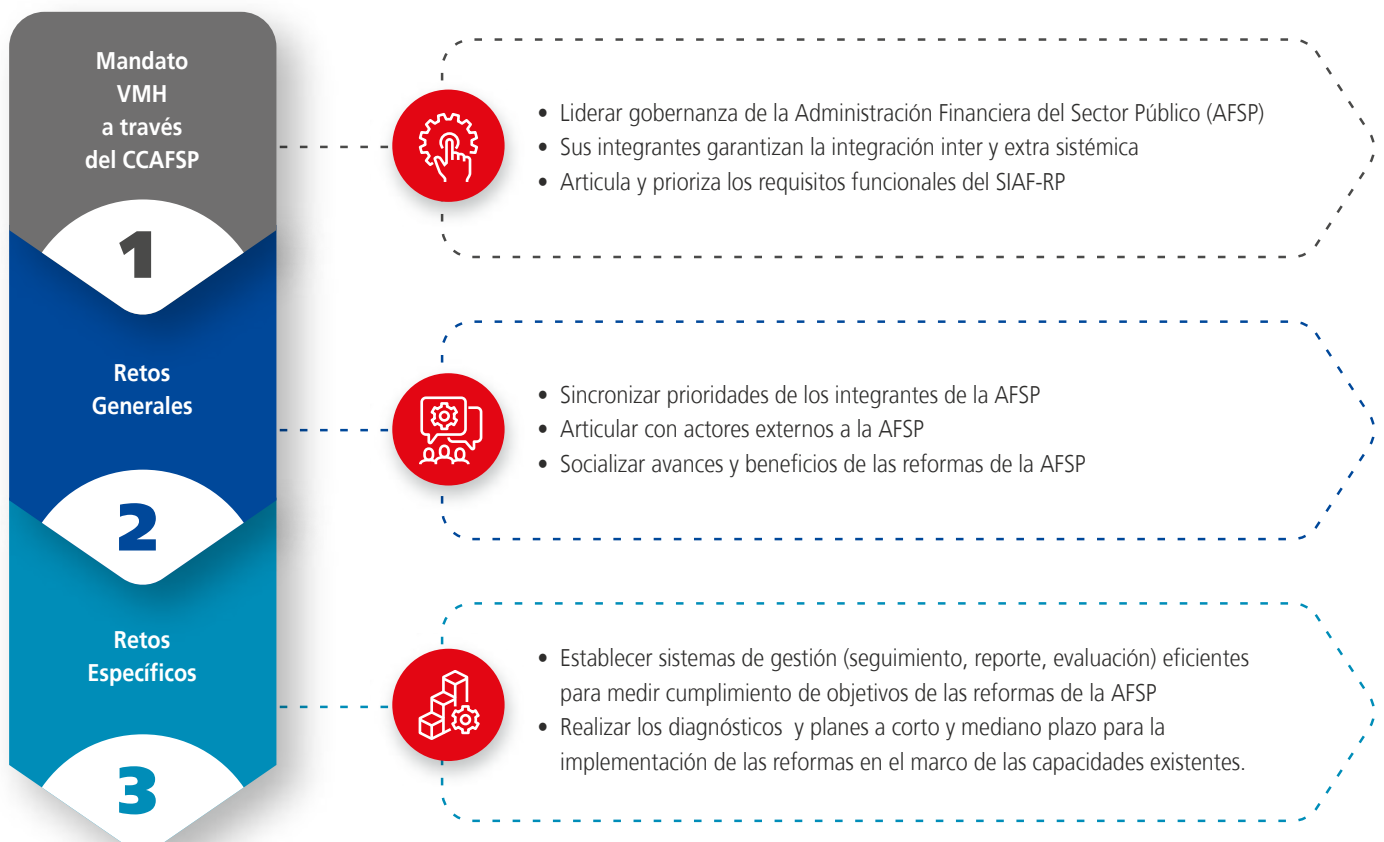 Mandato
VMH
a través
del CCAFSP
1
• Liderar gobernanza de la Administración Financiera del Sector Público (AFSP)
• Sus integrantes garantizan la integración inter y extra sistémica
• Articula y prioriza los requisitos funcionales del SIAF-RP
Retos
Generales
2
• Sincronizar prioridades de los integrantes de la AFSP
• Articular con actores externos a la AFSP
• Socializar avances y beneficios de las reformas de la AFSP
Retos
Específicos
3
• Establecer sistemas de gestión (seguimiento, reporte, evaluación) eficientes
para medir cumplimiento de objetivos de las reformas de la AFSP
• Realizar los diagnósticos y planes a corto y mediano plazo para la
implementación de las reformas en el marco de las capacidades existentes.